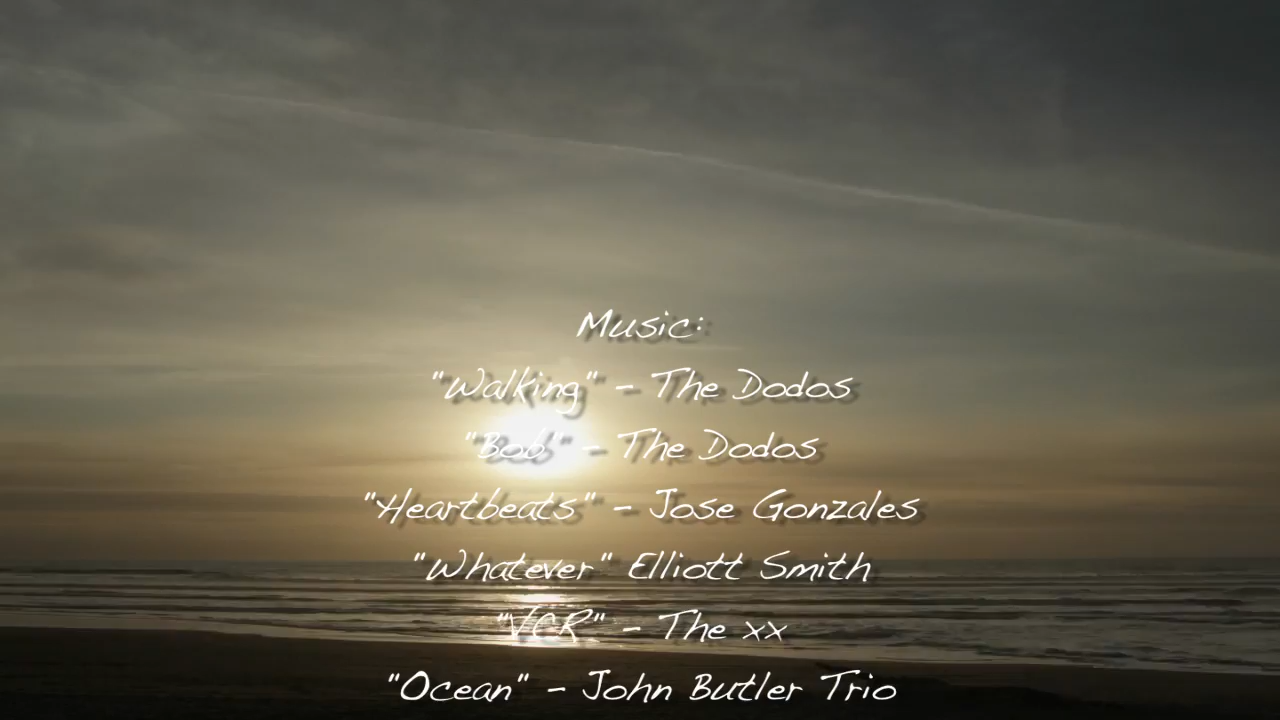 Music:
"Walking" - The Dodos
"Bob" - The Dodos
"Heartbeats" - Jose Gonzales
"Whatever" Elliott Smith
"VCR" - The xx
"Ocean" - John Butler Trio